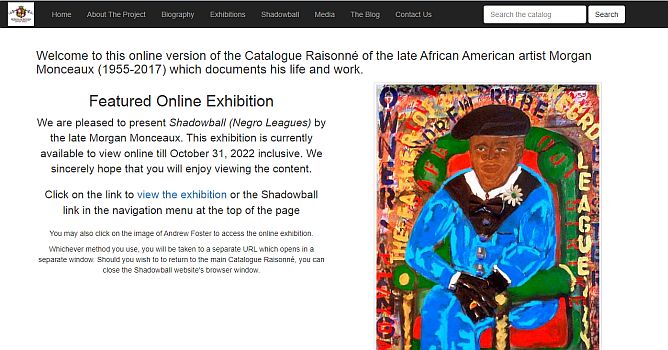 Home About The Project Biography Exhibitions Shadowball Media The Blog Contact Us Search the catalog Search
Welcome to this online version of the Catalogue Raisonné of the late African American artist Morgan
Monceaux (1955-2017) which documents his life and work.
Featured Online Exhibition
We are pleased to present Shadowball (Negro Leagues) by
the late Morgan Monceaux. This exhibition is currently
available to view online till October 31, 2022 inclusive. We
sincerely hope that you will enjoy viewing the content.
Click on the link to view the exhibition or the Shadowball
link in the navigation menu at the top of the page
You may also click on the image of Andrew Foster to access the online exhibition.
Whichever method you use, you will be taken to a separate URL which opens in a
separate window. Should you wish to to return to the main Catalogue Raisonné, you can
close the Shadowball website's browser window.
OWNER
THE FATHER OF
ANDREW RUBE
NEGRO
LEAGUE